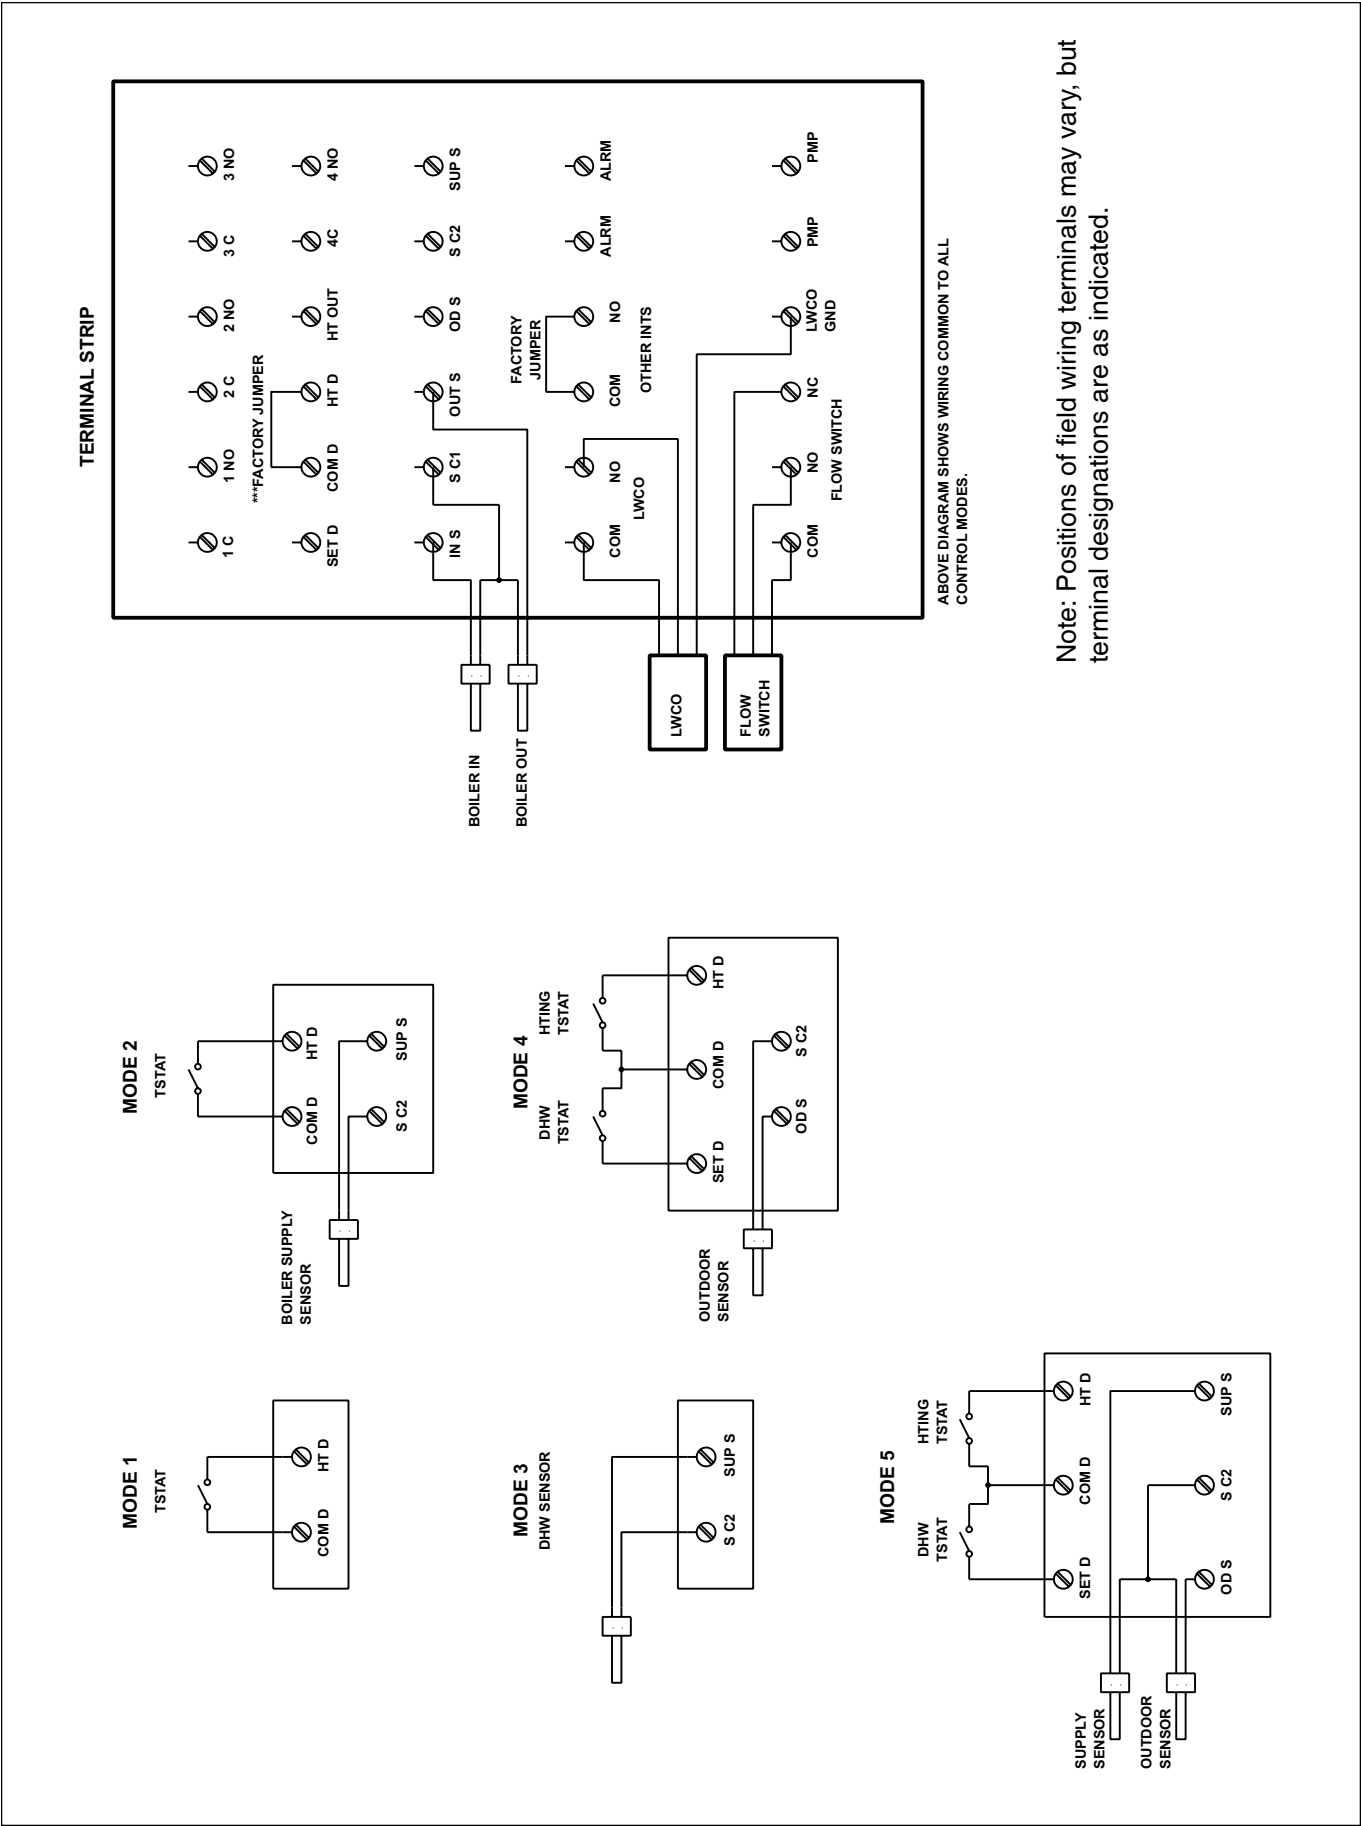 MODE 1
TSTAT
COM D
HT D
MODE 2
TSTAT
COM D
HT D
S C2
SUP S
BOILER SUPPLY
SENSOR
TERMINAL STRIP
1 C
1 NO
2 C
2 NO
3 C
3 NO
***FACTORY JUMPER
SET D
COM D
HT D
HT OUT
4C
4 NO
IN S
S C1
OUT S
OD S
S C2
SUP S
BOILER IN
BOILER OUT
FACTORY
JUMPER
COM
NO
LWCO
COM
NO
OTHER INTS
ALRM
ALRM
LWCO
FLOW
SWITCH
COM
NO
NC
FLOW SWITCH
LWCO
GND
PMP
PMP
ABOVE DIAGRAM SHOWS WIRING COMMON TO ALL
CONTROL MODES.
MODE 3
DHW SENSOR
S C2
SUP S
MODE 4
DHW
TSTAT
HTING
TSTAT
SET D
COM D
HT D
OD S
S C2
OUTDOOR
SENSOR
MODE 5
DHW
TSTAT
HTING
TSTAT
SET D
COM D
HT D
OD S
S C2
SUP S
SUPPLY
SENSOR
OUTDOOR
SENSOR
Note: Positions of field wiring terminals may vary, but
terminal designations are as indicated.